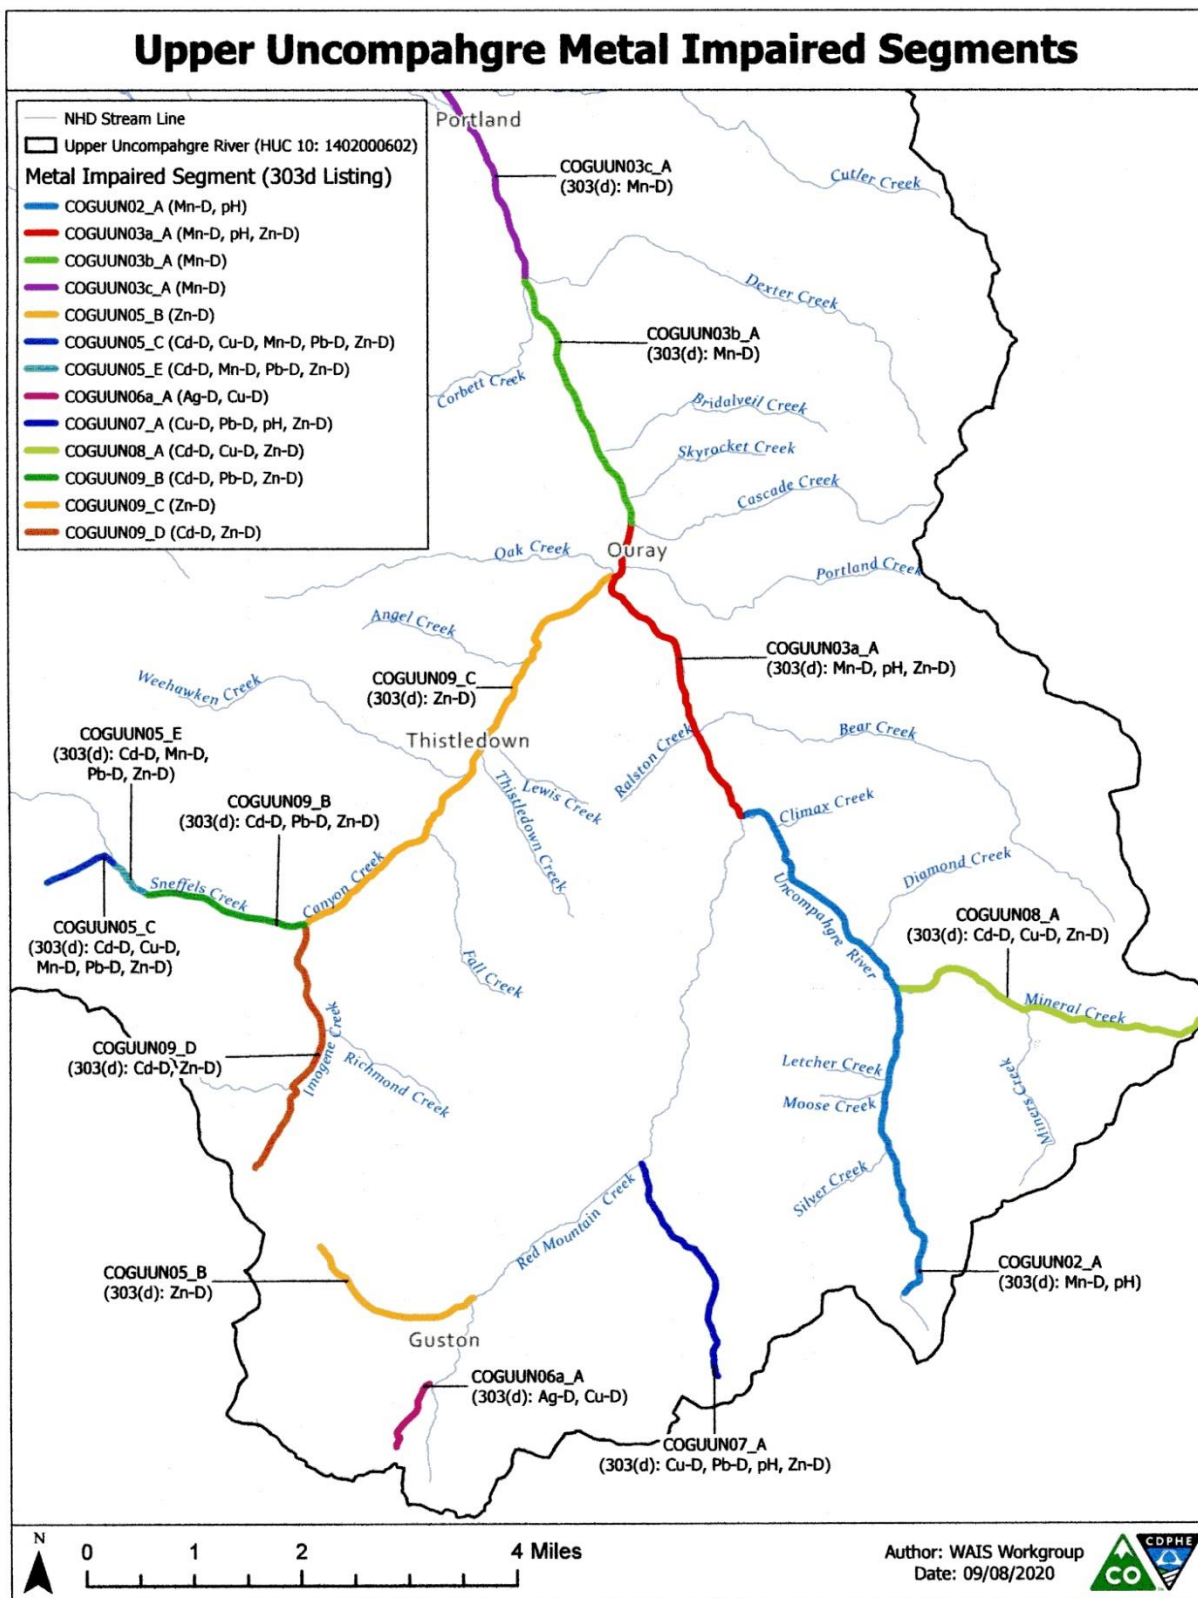 Upper Uncompahgre Metal Impaired Segments
NHD Stream Line
Upper Uncompahgre River (HUC 10: 1402000602)
Metal Impaired Segment (303d Listing)
COGUUN02_A (Mn-D, pH)
COGUUN03a_A (Mn-D, pH, Zn-D)
COGUUN03b_A (Mn-D)
COGUUN03c_A (Mn-D)
COGUUN05_B (Zn-D)
COGUUN05_C (Cd-D, Cu-D, Mn-D, Pb-D, Zn-D)
COGUUN05_E (Cd-D, Mn-D, Pb-D, Zn-D)
COGUUN06a_A (Ag-D, Cu-D)
COGUUN07_A (Cu-D, Pb-D, pH, Zn-D)
COGUUN08_A (Cd-D, Cu-D, Zn-D)
COGUUN09_B (Cd-D, Pb-D, Zn-D)
COGUUN09_C (Zn-D)
COGUUN09_D (Cd-D, Zn-D)
Portland
COGUUN03c_A
(303(d): Mn-D)
Cutler Creek
Dexter Creek
COGUUN03b_A
(303(d): Mn-D)
Corbett Creek
Bridalveil Creek
Skyrocket Creek
Cascade Creek
Oak Creek
Ouray
Portland Creek
Angel Creek
COGUUN03a_A
(303(d): Mn-D, pH, Zn-D)
Weehawken Creek
COGUUN09_C
(303(d): Zn-D)
Thistledown
Ralston Creek
Bear Creek
COGUUN05_E
(303(d): Cd-D, Mn-D,
Pb-D, Zn-D)
Lewis Creek
Thistledown Creek
COGUUN09_B
(303(d): Cd-D, Pb-D, Zn-D)
Climax Creek
Sneffels Creek
Canyon Creek
Diamond Creek
Uncompahgre River
COGUUN05_C
(303(d): Cd-D, Cu-D,
Mn-D, Pb-D, Zn-D)
COGUUN08_A
(303(d): Cd-D, Cu-D, Zn-D)
Fall Creek
Mineral Creek
COGUUN09_D
(303(d): Cd-D, Zn-D)
Imogene Creek
Richmond Creek
Letcher Creek
Moose Creek
Miners Creek
Silver Creek
Red Mountain Creek
COGUUN05_B
(303(d): Zn-D)
COGUUN02_A
(303(d): Mn-D, pH)
Guston
COGUUN06a_A
(303(d): Ag-D, Cu-D)
COGUUN07_A
(303(d): Cu-D, Pb-D, pH, Zn-D)
N
0 1 2 4 Miles
Author: WAIS Workgroup
Date: 09/08/2020
CO
CDPHE